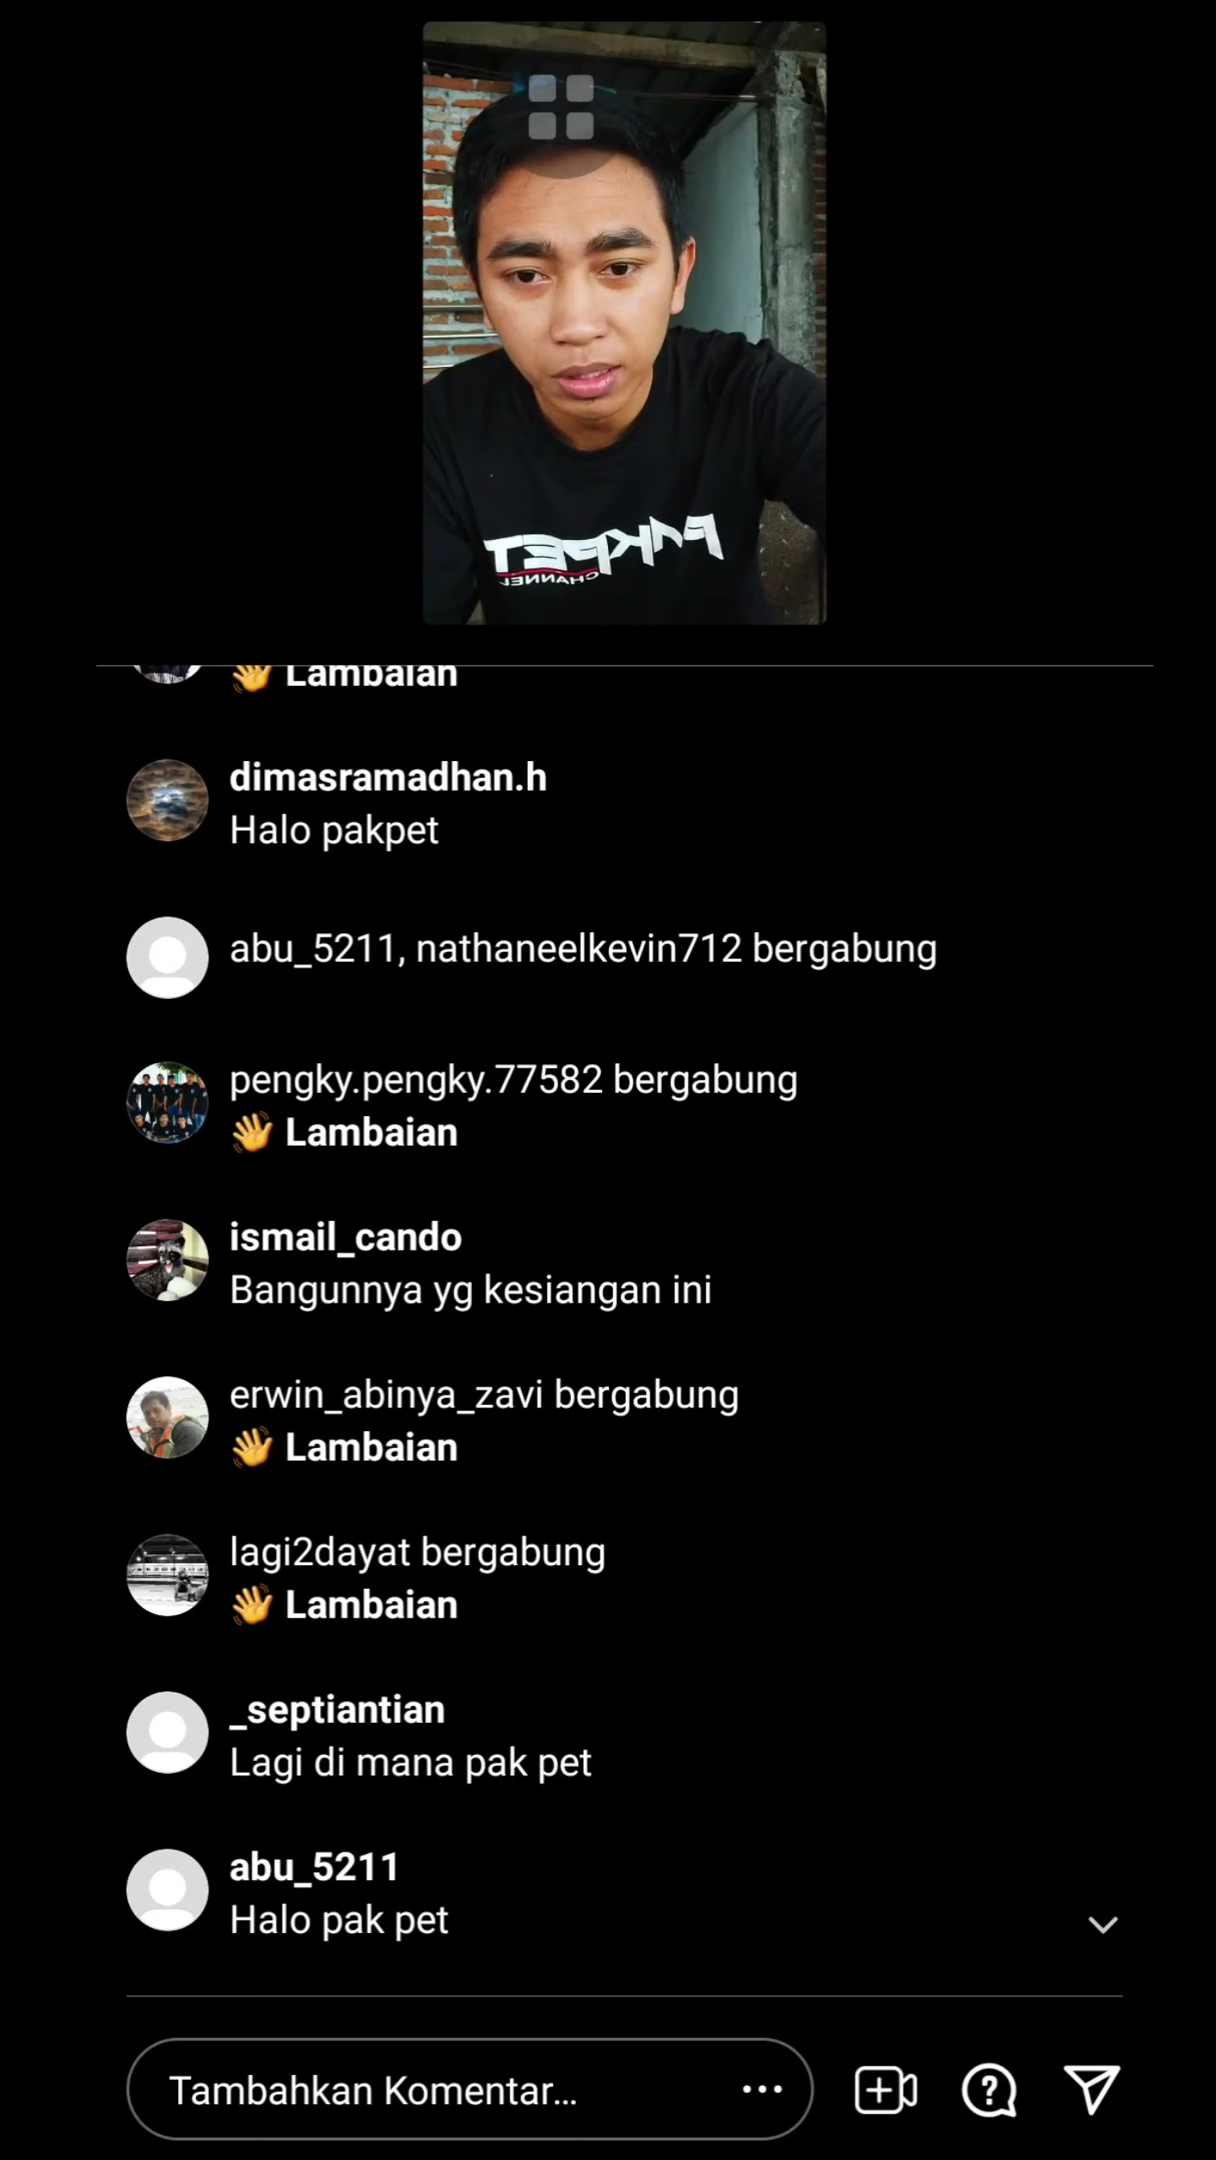 PAKPET
CHANNEL
👋 Lambaian
dimasramadhan.h
Halo pakpet
abu_5211, nathaneelkevin712 bergabung
pengky.pengky.77582 bergabung
👋 Lambaian
ismail_cando
Bangunnya yg kesiangan ini
erwin_abinya_zavi bergabung
👋 Lambaian
lagi2dayat bergabung
👋 Lambaian
_septiantian
Lagi di mana pak pet
abu_5211
Halo pak pet
Tambahkan Komentar...